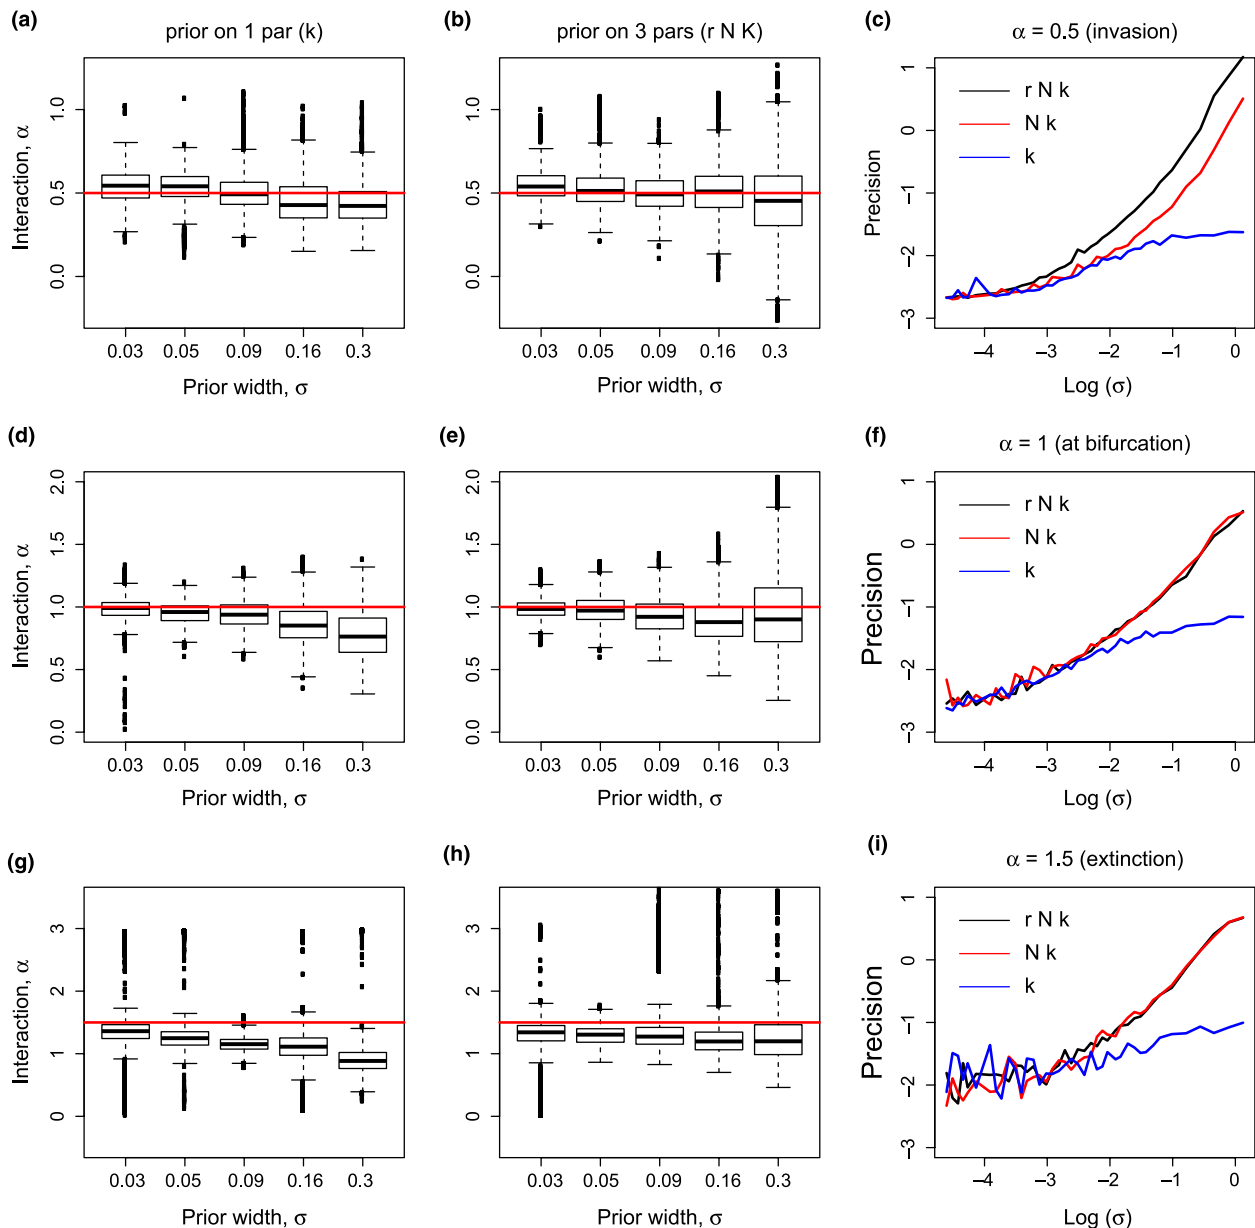 (a)
prior on 1 par (k)
Interaction, α
1.0
0.5
0.0
0.03 0.05 0.09 0.16 0.3
Prior width, σ
(b)
prior on 3 pars (r N K)
1.0
0.5
0.0
0.03 0.05 0.09 0.16 0.3
Prior width, σ
(c)
α = 0.5 (invasion)
Precision
1
0
−1
−2
−3
r N k
N k
k
−4 −3 −2 −1 0
Log (σ)
(d)
Interaction, α
2.0
1.5
1.0
0.5
0.0
0.03 0.05 0.09 0.16 0.3
Prior width, σ
(e)
2.0
1.5
1.0
0.5
0.0
0.03 0.05 0.09 0.16 0.3
Prior width, σ
(f)
α = 1 (at bifurcation)
Precision
1
0
−1
−2
−3
r N k
N k
k
−4 −3 −2 −1 0
Log (σ)
(g)
Interaction, α
3
2
1
0
0.03 0.05 0.09 0.16 0.3
Prior width, σ
(h)
3
2
1
0
0.03 0.05 0.09 0.16 0.3
Prior width, σ
(i)
α = 1.5 (extinction)
Precision
1
0
−1
−2
−3
r N k
N k
k
−4 −3 −2 −1 0
Log (σ)